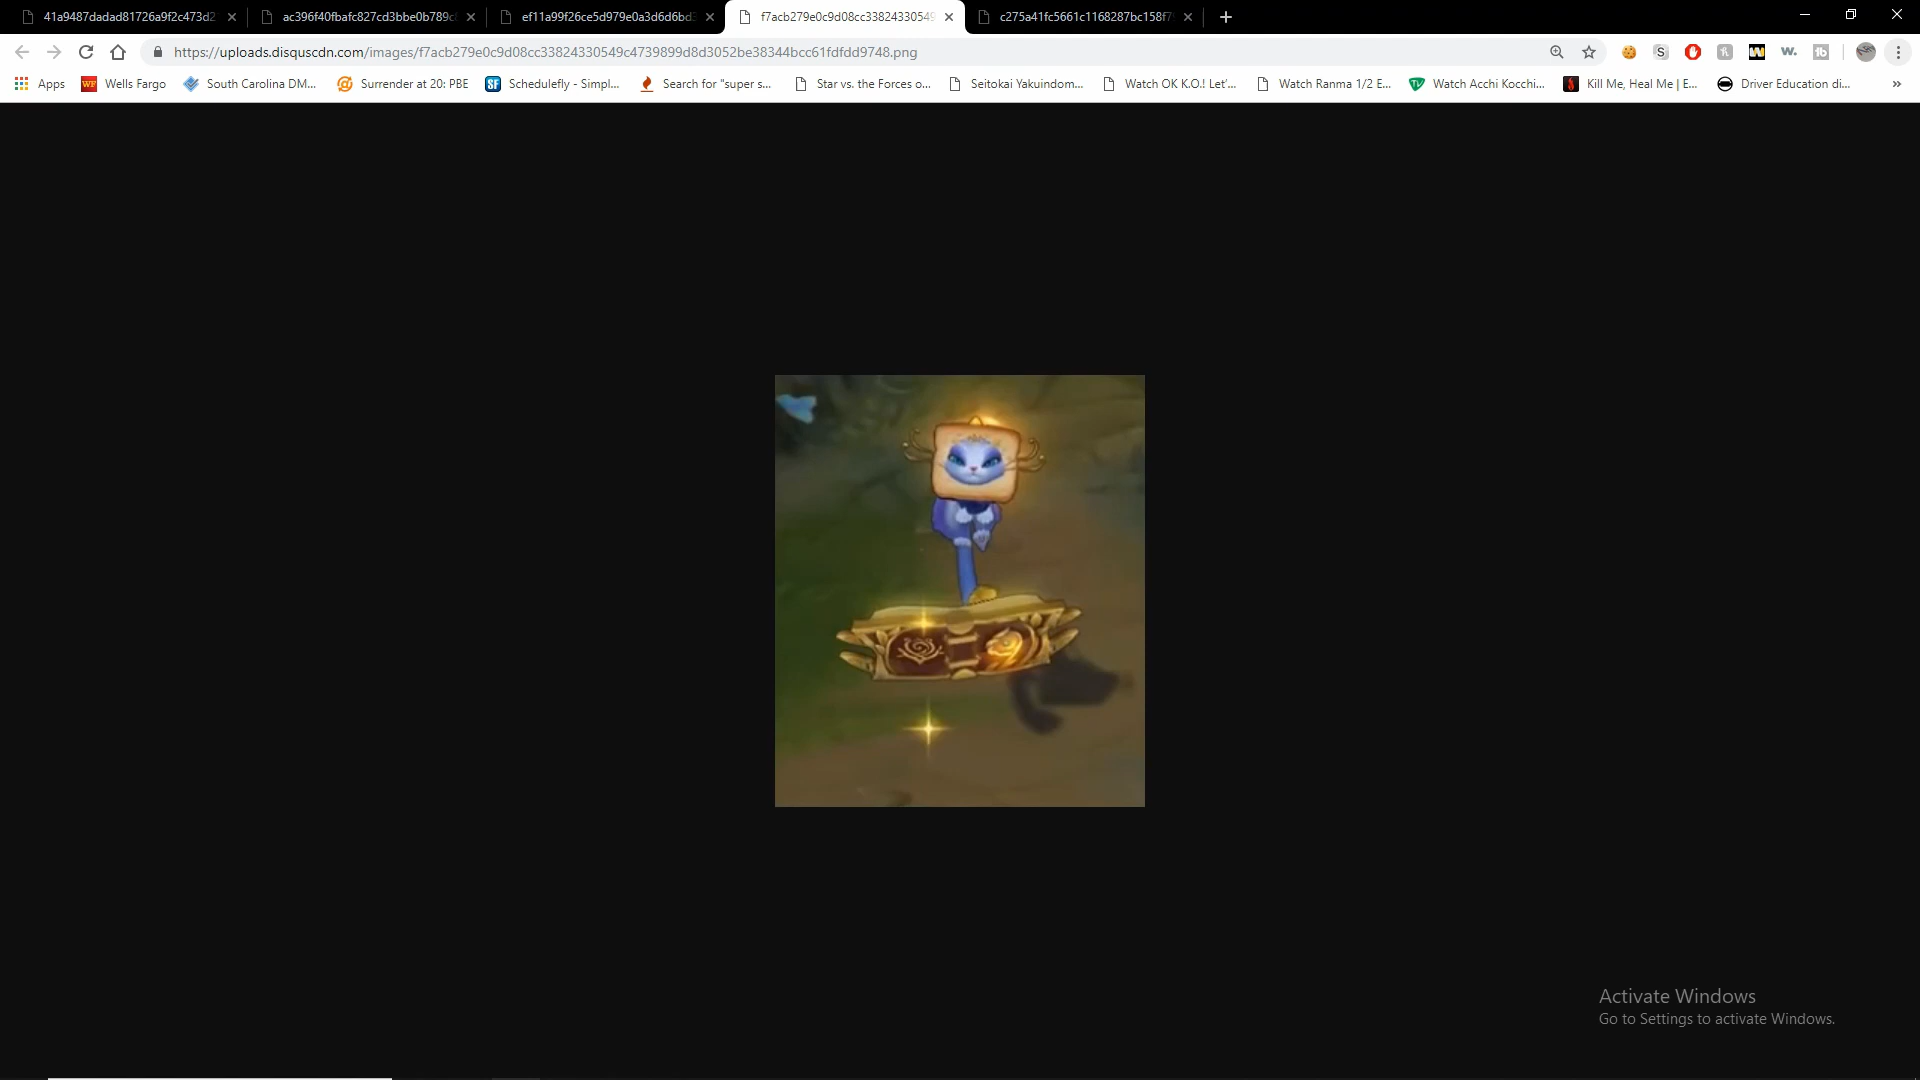 41a9487dadad81726a9f2c473d2
ac396f40fbafc827cd3bbe0b789c
ef11a99f26ce5d979e0a3d6d6bd
f7acb279e0c9d08cc33824330549
c275a41fc5661c1168287bc158f7
https://uploads.disquscdn.com/images/f7acb279e0c9d08cc33824330549c4739899d8d3052be38344bcc61fdfdd9748.png
Apps
WF Wells Fargo
South Carolina DM...
Surrender at 20: PBE
SF Schedulefly - Simpl...
Search for "super s...
Star vs. the Forces o...
Seitokai Yakuindom...
Watch OK K.O.! Let'...
Watch Ranma 1/2 E...
Watch Acchi Kocchi...
Kill Me, Heal Me | E...
Driver Education di...
Activate Windows
Go to Settings to activate Windows.